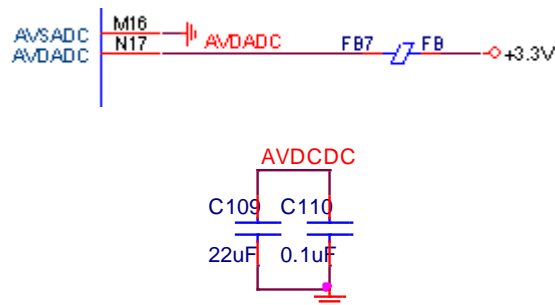 AVSADC M16
AVDADC N17 AVDADC FB7 FB +3.3V
AVDCDC
C109 C110
22uF 0.1uF